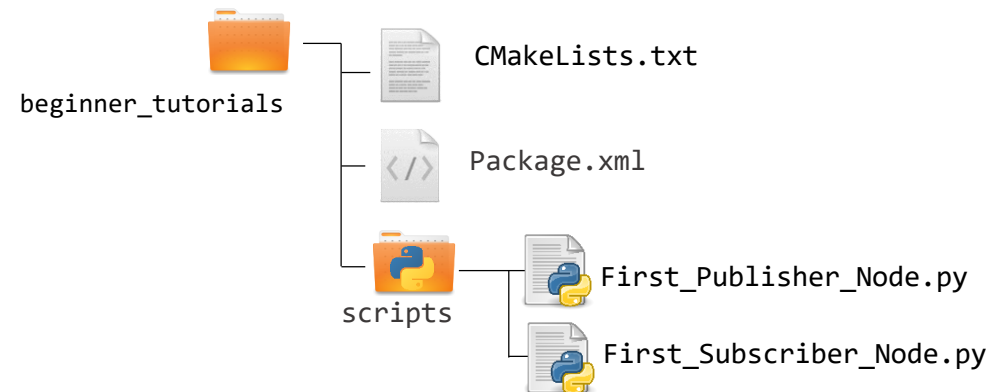 CMakeLists.txt
beginner_tutorials
Package.xml
scripts
First_Publisher_Node.py
First_Subscriber_Node.py